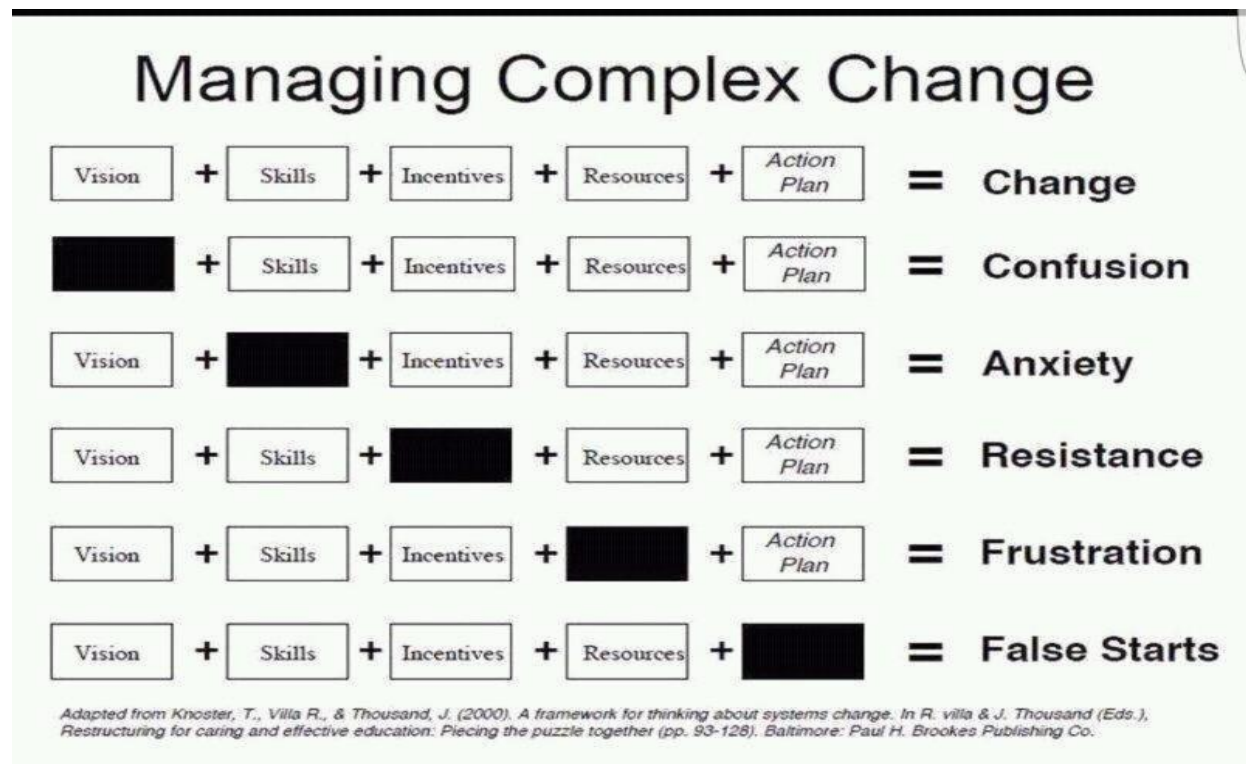 Managing Complex Change
Vision + Skills + Incentives + Resources + Action Plan = Change
+ Skills + Incentives + Resources + Action Plan = Confusion
Vision + + Incentives + Resources + Action Plan = Anxiety
Vision + Skills + + Resources + Action Plan = Resistance
Vision + Skills + Incentives + + Action Plan = Frustration
Vision + Skills + Incentives + Resources + = False Starts
Adapted from Knoster, T., Villa R., & Thousand, J. (2000). A framework for thinking about systems change. In R. villa & J. Thousand (Eds.),
Restructuring for caring and effective education: Piecing the puzzle together (pp. 93-128). Baltimore: Paul H. Brookes Publishing Co.